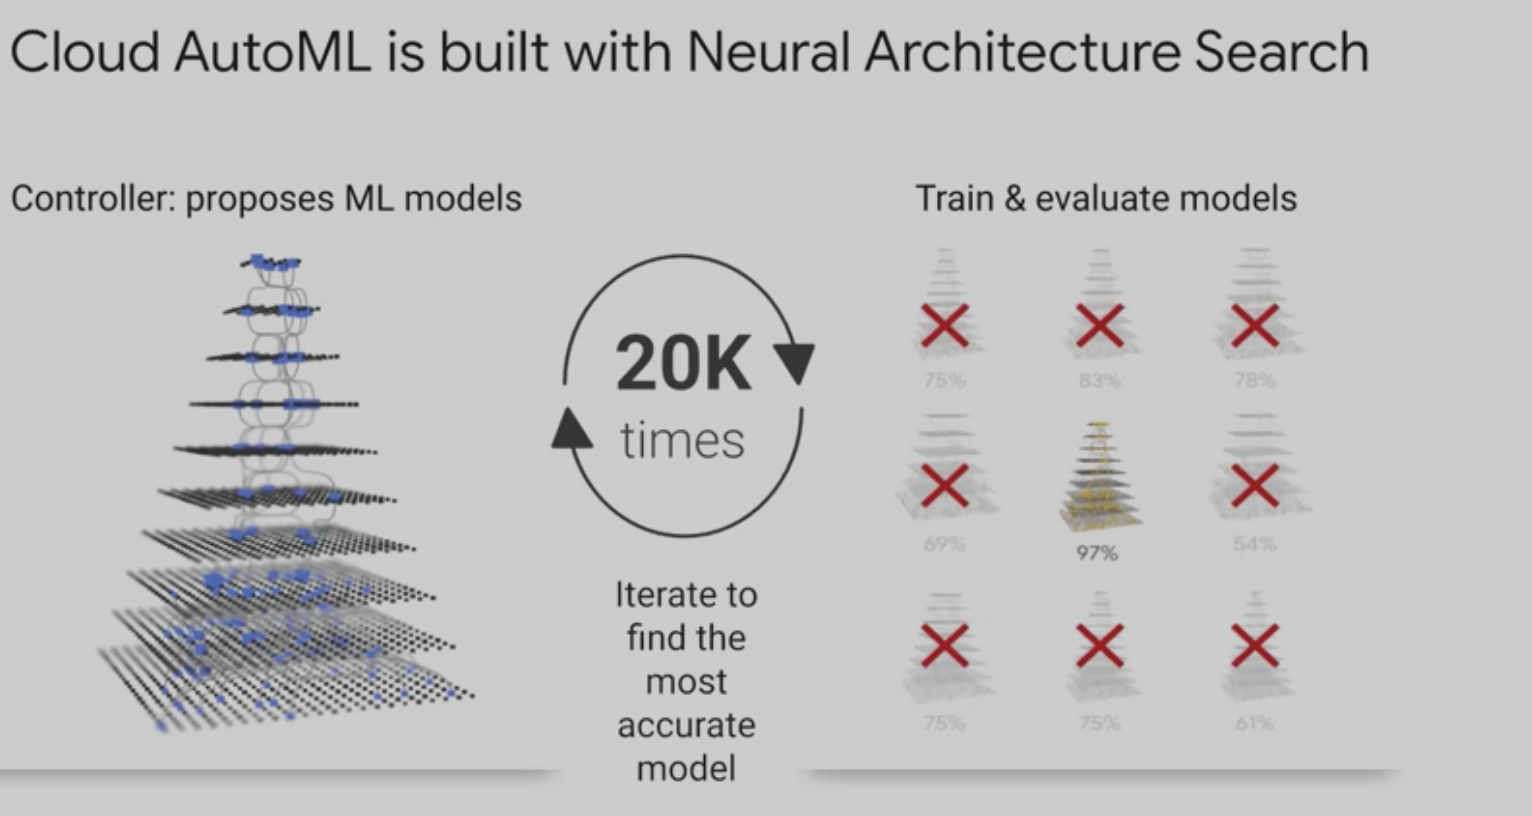 Cloud AutoML is built with Neural Architecture Search
Controller: proposes ML models
20K
times
Iterate to
find the
most
accurate
model
Train & evaluate models
75%
83%
78%
69%
97%
54%
75%
75%
61%